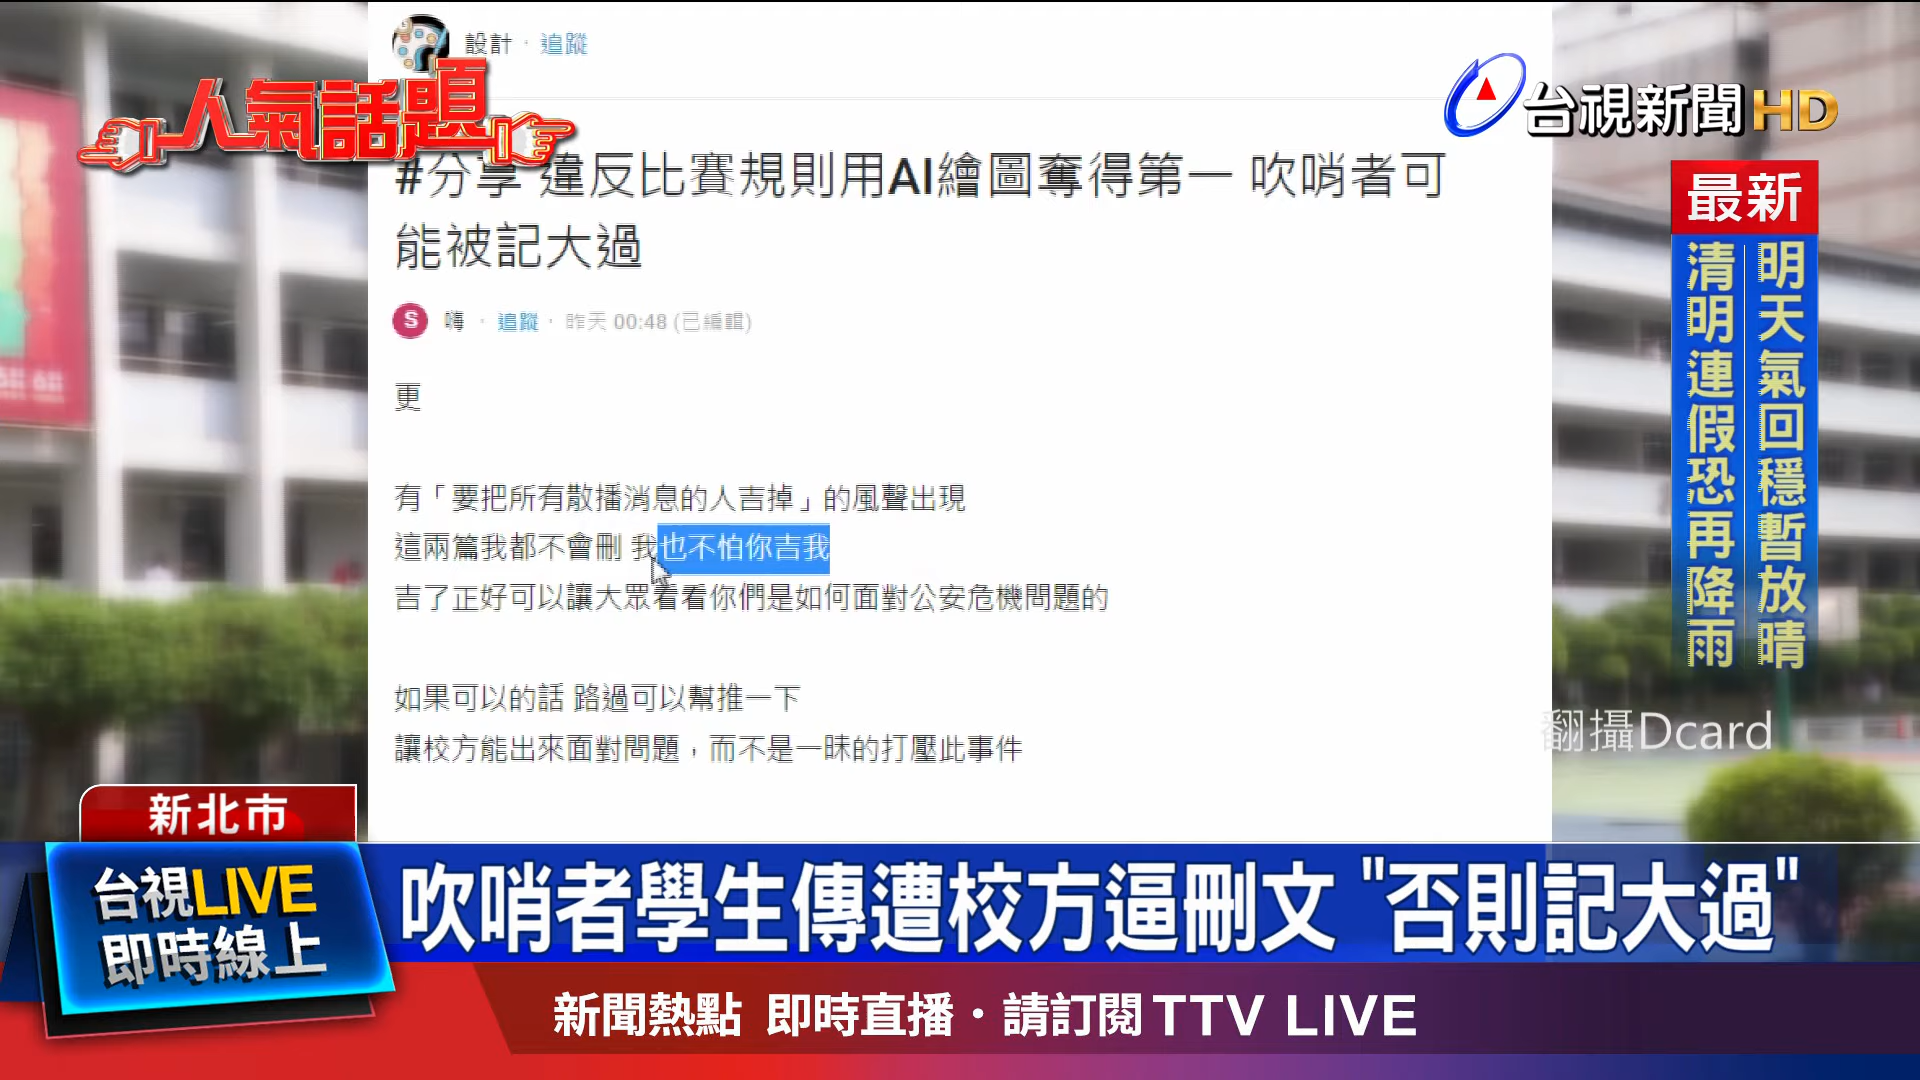 設計 · 追蹤
人氣話題
台視新聞HD
#分享 違反比賽規則用AI繪圖奪得第一 吹哨者可
能被記大過
最新
明天氣回穩暫放晴
清明連假恐再降雨
S 嗨 · 追蹤 · 昨天 00:48 (已編輯)
更
有「要把所有散播消息的人吉掉」的風聲出現
這兩篇我都不會刪 我也不怕你吉我
吉了正好可以讓大眾看看你們是如何面對公安危機問題的
如果可以的話 路過可以幫推一下
讓校方能出來面對問題，而不是一昧的打壓此事件
翻攝Dcard
新北市
台視LIVE
即時線上
吹哨者學生傳遭校方逼刪文 "否則記大過"
新聞熱點 即時直播・請訂閱TTV LIVE